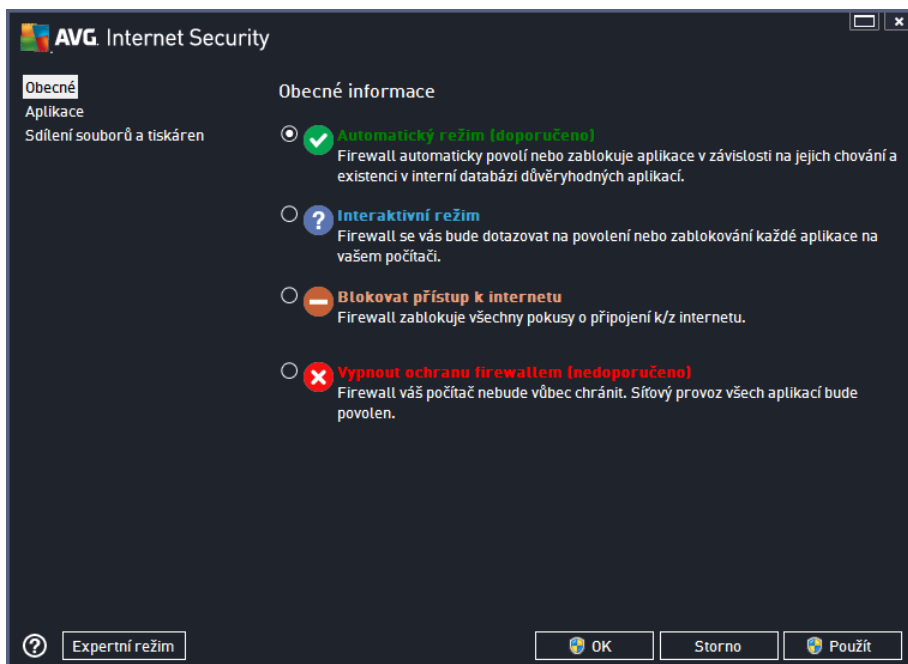 AVG. Internet Security
Obecné
Aplikace
Sdílení souborů a tiskáren
Obecné informace
Automatický režim (doporučeno)
Firewall automaticky povolí nebo zablokuje aplikace v závislosti na jejich chování a
existenci v interní databázi důvěryhodných aplikací.
Interaktivní režim
Firewall se vás bude dotazovat na povolení nebo zablokování každé aplikace na
vašem počítači.
Blokovat přístup k internetu
Firewall zablokuje všechny pokusy o připojení k/z internetu.
Vypnout ochranu firewallem (nedoporučeno)
Firewall váš počítač nebude vůbec chránit. Síťový provoz všech aplikací bude
povolen.
Expertní režim
OK
Storno
Použít